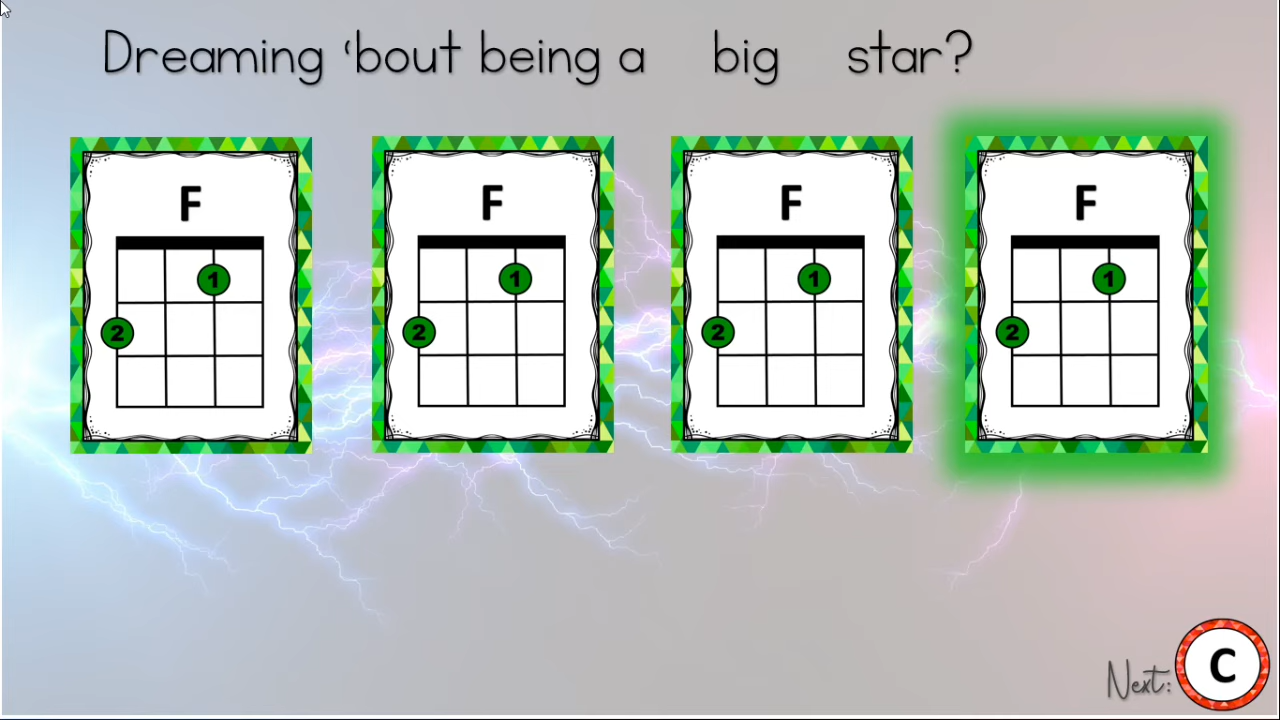 Dreaming ‘bout being a big star?
F F F F
1 1 1 1
2 2 2 2
Next: C